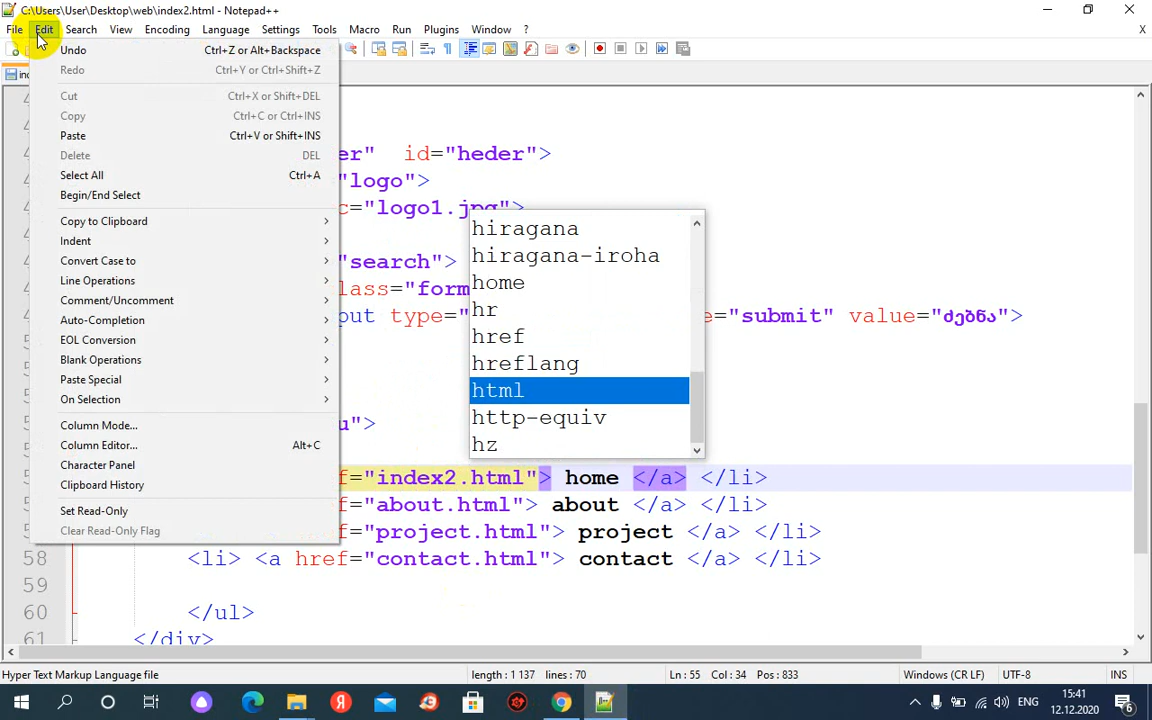 C:\Users\User\Desktop\web\index2.html - Notepad++
File Edit Search View Encoding Language Settings Tools Macro Run Plugins Window ? X
Undo Ctrl+Z or Alt+Backspace
Redo Ctrl+Y or Ctrl+Shift+Z
Cut Ctrl+X or Shift+DEL
Copy Ctrl+C or Ctrl+INS
Paste Ctrl+V or Shift+INS
Delete DEL
Select All Ctrl+A
Begin/End Select
Copy to Clipboard
Indent
Convert Case to
Line Operations
Comment/Uncomment
Auto-Completion
EOL Conversion
Blank Operations
Paste Special
On Selection
Column Mode...
Column Editor... Alt+C
Character Panel
Clipboard History
Set Read-Only
Clear Read-Only Flag
er" id="heder">
"logo">
c="logo1.jpg">
"search">
lass="form
put type=" e="submit" value="ძებნა">
u">
f="index2.html"> home </a> </li>
f="about.html"> about </a> </li>
f="project.html"> project </a> </li>
58 <li> <a href="contact.html"> contact </a> </li>
59
60 </ul>
61 </div>
hiragana
hiragana-iroha
home
hr
href
hreflang
html
http-equiv
hz
Hyper Text Markup Language file length : 1 137 lines : 70 Ln : 55 Col : 34 Pos : 833 Windows (CR LF) UTF-8 INS
ENG 15:41
12.12.2020 6